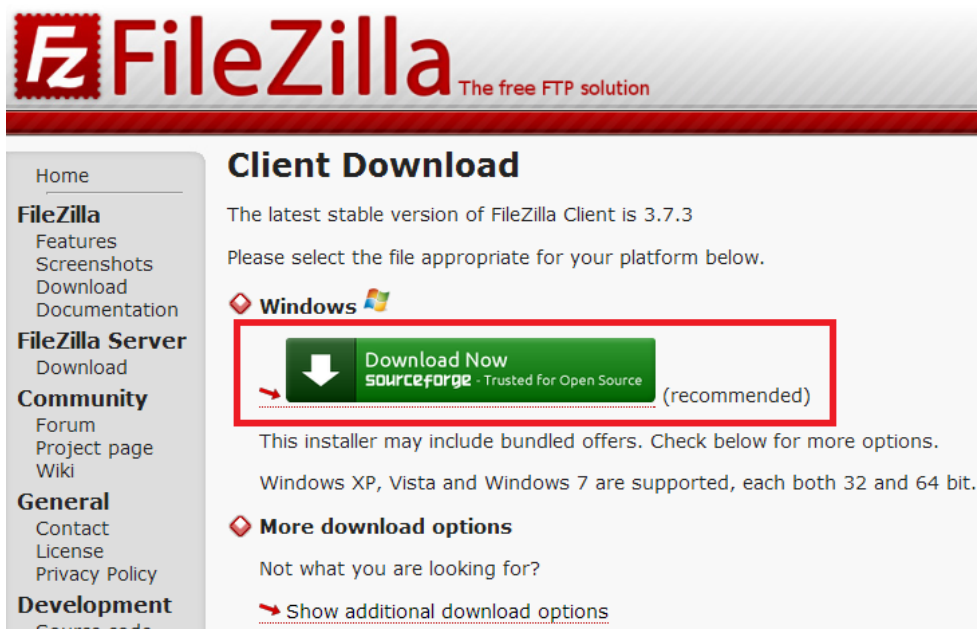 Fz FileZilla The free FTP solution
Home
FileZilla
Features
Screenshots
Download
Documentation
FileZilla Server
Download
Community
Forum
Project page
Wiki
General
Contact
License
Privacy Policy
Development
Source code
Client Download
The latest stable version of FileZilla Client is 3.7.3
Please select the file appropriate for your platform below.
Windows
Download Now
sourceforge - Trusted for Open Source
(recommended)
This installer may include bundled offers. Check below for more options.
Windows XP, Vista and Windows 7 are supported, each both 32 and 64 bit.
More download options
Not what you are looking for?
Show additional download options